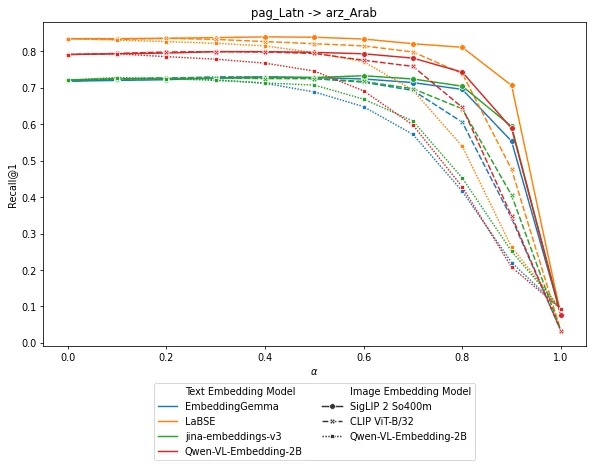 pag_Latn -> arz_Arab
Recall@1
0.8
0.7
0.6
0.5
0.4
0.3
0.2
0.1
0.0
0.0 0.2 0.4 0.6 0.8 1.0
α
Text Embedding Model Image Embedding Model
EmbeddingGemma SigLIP 2 So400m
LaBSE CLIP ViT-B/32
jina-embeddings-v3 Qwen-VL-Embedding-2B
Qwen-VL-Embedding-2B